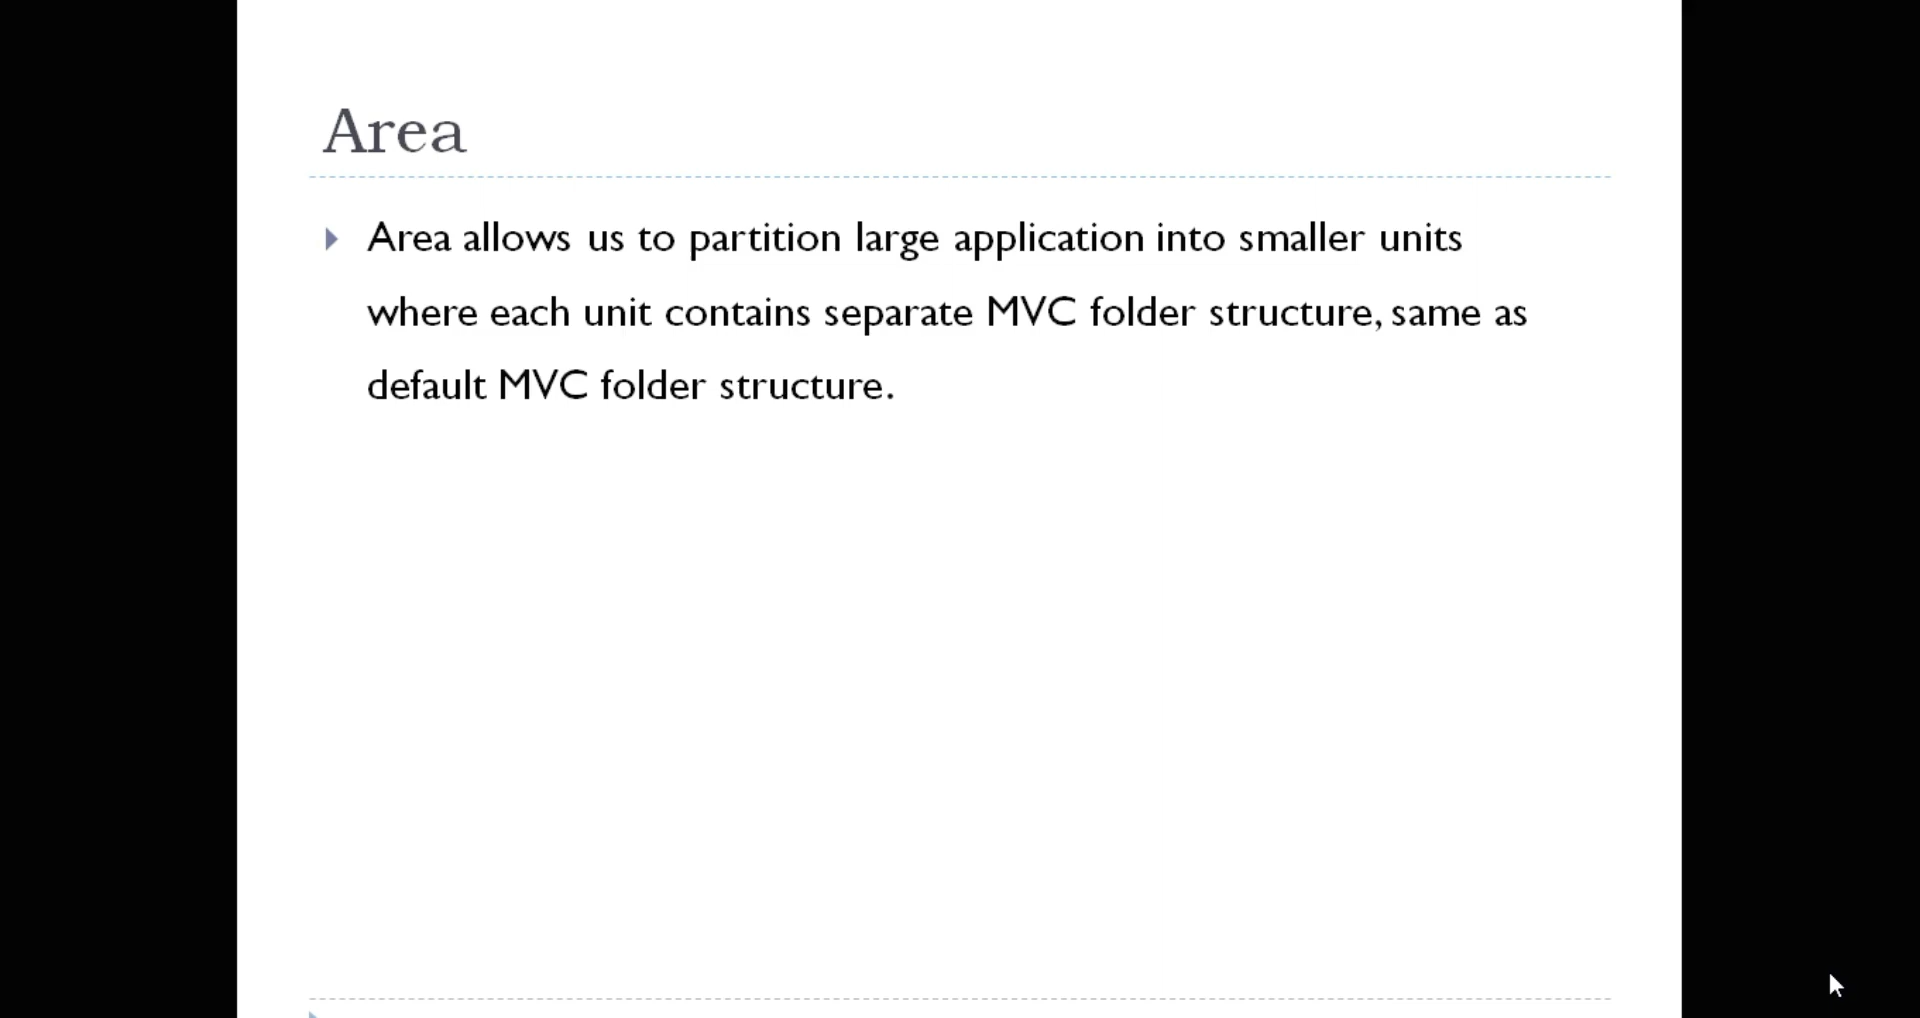 Area
Area allows us to partition large application into smaller units
where each unit contains separate MVC folder structure, same as
default MVC folder structure.